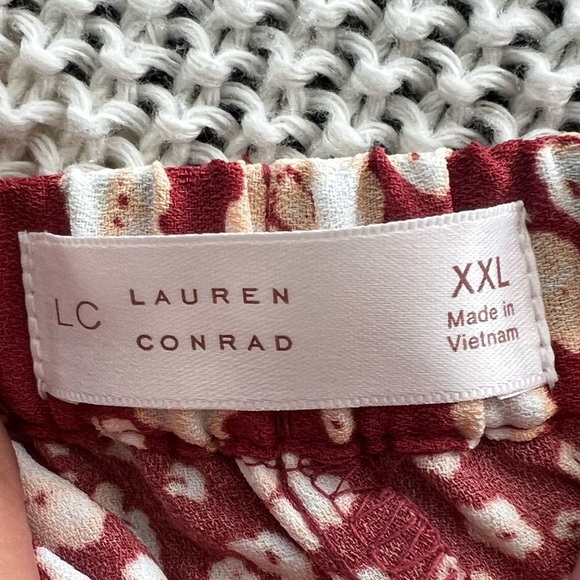 LC LAUREN
CONRAD
XXL
Made in
Vietnam